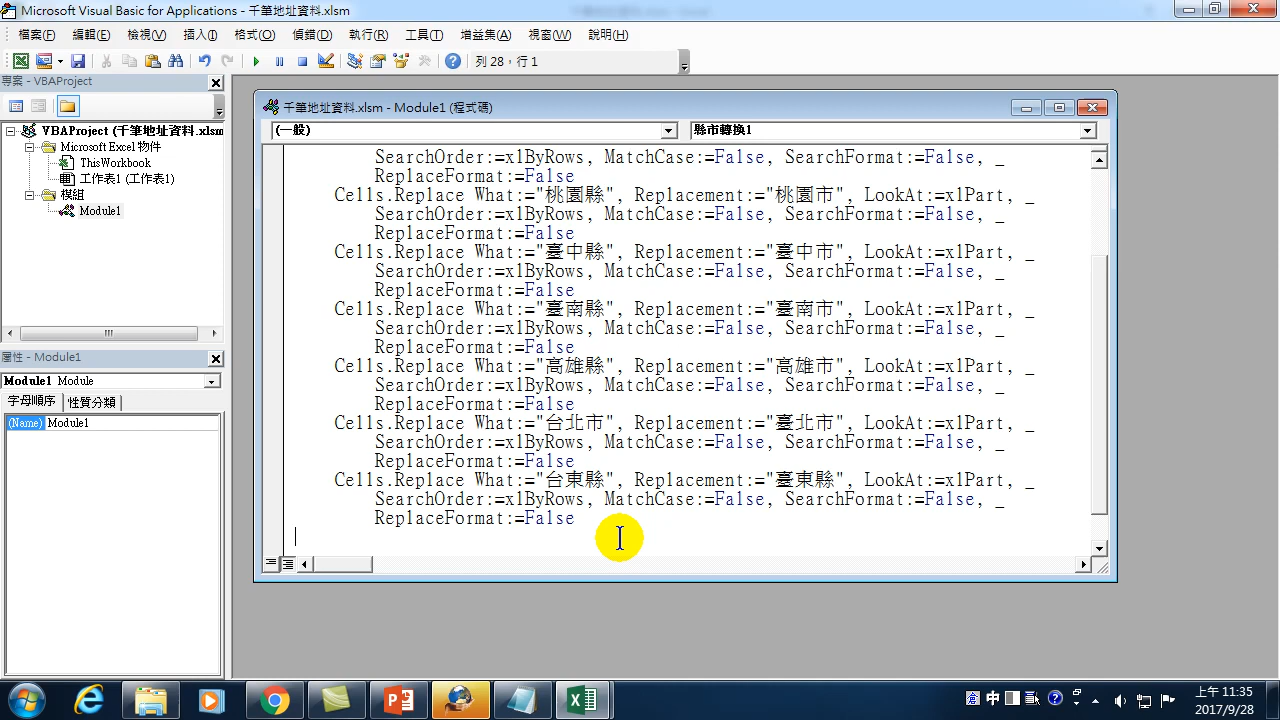 Microsoft Visual Basic for Applications - 千筆地址資料.xlsm
檔案(F) 編輯(E) 檢視(V) 插入(I) 格式(O) 偵錯(D) 執行(R) 工具(T) 增益集(A) 視窗(W) 說明(H)
列 28，行 1
專案 - VBAProject
VBAProject (千筆地址資料.xlsm
Microsoft Excel 物件
ThisWorkbook
工作表1 (工作表1)
模組
Module1
屬性 - Module1
Module1 Module
字母順序 性質分類
(Name) Module1
千筆地址資料.xlsm - Module1 (程式碼)
(一般) 縣市轉換1
SearchOrder:=xlByRows, MatchCase:=False, SearchFormat:=False, _
ReplaceFormat:=False
Cells.Replace What:="桃園縣", Replacement:="桃園市", LookAt:=xlPart, _
SearchOrder:=xlByRows, MatchCase:=False, SearchFormat:=False, _
ReplaceFormat:=False
Cells.Replace What:="臺中縣", Replacement:="臺中市", LookAt:=xlPart, _
SearchOrder:=xlByRows, MatchCase:=False, SearchFormat:=False, _
ReplaceFormat:=False
Cells.Replace What:="臺南縣", Replacement:="臺南市", LookAt:=xlPart, _
SearchOrder:=xlByRows, MatchCase:=False, SearchFormat:=False, _
ReplaceFormat:=False
Cells.Replace What:="高雄縣", Replacement:="高雄市", LookAt:=xlPart, _
SearchOrder:=xlByRows, MatchCase:=False, SearchFormat:=False, _
ReplaceFormat:=False
Cells.Replace What:="台北市", Replacement:="臺北市", LookAt:=xlPart, _
SearchOrder:=xlByRows, MatchCase:=False, SearchFormat:=False, _
ReplaceFormat:=False
Cells.Replace What:="台東縣", Replacement:="臺東縣", LookAt:=xlPart, _
SearchOrder:=xlByRows, MatchCase:=False, SearchFormat:=False, _
ReplaceFormat:=False
中
上午 11:35
2017/9/28